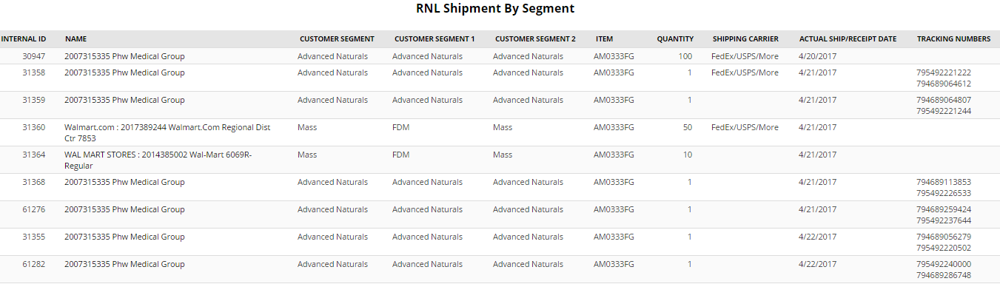 RNL Shipment By Segment
INTERNAL ID NAME CUSTOMER SEGMENT CUSTOMER SEGMENT 1 CUSTOMER SEGMENT 2 ITEM QUANTITY SHIPPING CARRIER ACTUAL SHIP/RECEIPT DATE TRACKING NUMBERS
30947 2007315335 Phw Medical Group Advanced Naturals Advanced Naturals Advanced Naturals AM0333FG 100 FedEx/USPS/More 4/20/2017
31358 2007315335 Phw Medical Group Advanced Naturals Advanced Naturals Advanced Naturals AM0333FG 1 FedEx/USPS/More 4/21/2017 795492221222
794689064612
31359 2007315335 Phw Medical Group Advanced Naturals Advanced Naturals Advanced Naturals AM0333FG 1 4/21/2017 794689064807
795492221244
31360 Walmart.com : 2017389244 Walmart.Com Regional Dist Mass FDM Mass AM0333FG 50 FedEx/USPS/More 4/21/2017
Ctr 7853
31364 WAL MART STORES : 2014385002 Wal-Mart 6069R- Mass FDM Mass AM0333FG 10 4/21/2017
Regular
31368 2007315335 Phw Medical Group Advanced Naturals Advanced Naturals Advanced Naturals AM0333FG 1 4/21/2017 794689113853
795492226533
61276 2007315335 Phw Medical Group Advanced Naturals Advanced Naturals Advanced Naturals AM0333FG 1 4/21/2017 794689259424
795492237644
31355 2007315335 Phw Medical Group Advanced Naturals Advanced Naturals Advanced Naturals AM0333FG 1 4/22/2017 794689056279
795492220502
61282 2007315335 Phw Medical Group Advanced Naturals Advanced Naturals Advanced Naturals AM0333FG 1 4/22/2017 795492240000
794689286748